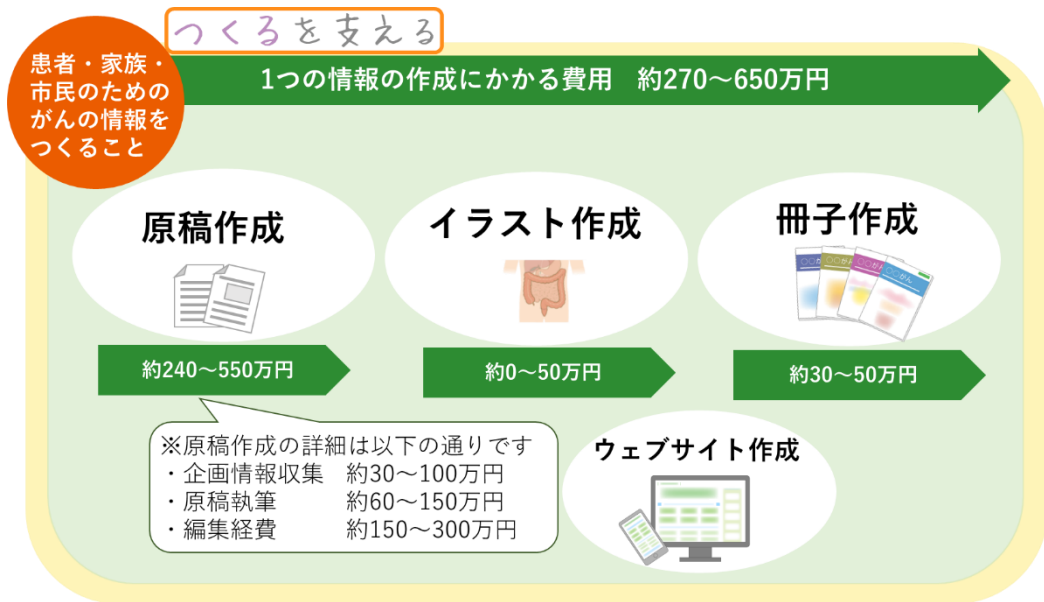 つくるを支える
患者・家族・
市民のための
がんの情報を
つくること
1つの情報の作成にかかる費用　約270～650万円
原稿作成
イラスト作成
冊子作成
〇〇がん
約240～550万円
約0～50万円
約30～50万円
※原稿作成の詳細は以下の通りです
・企画情報収集　約30～100万円
・原稿執筆　約60～150万円
・編集経費　約150～300万円
ウェブサイト作成